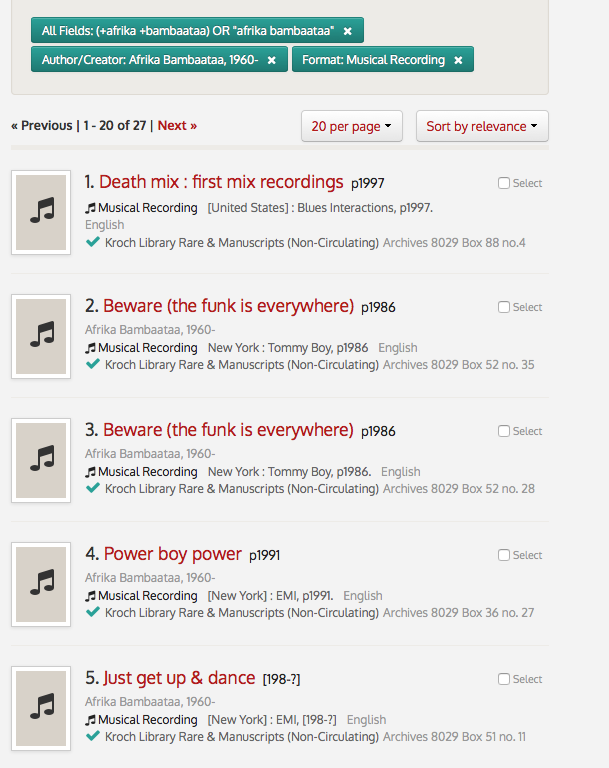 All Fields: (+afrika +bambaataa) OR "afrika bambaataa" ×
Author/Creator: Afrika Bambaataa, 1960- × Format: Musical Recording ×
« Previous | 1 - 20 of 27 | Next » 20 per page Sort by relevance
1. Death mix : first mix recordings p1997 Select
Musical Recording [United States] : Blues Interactions, p1997.
English
Kroch Library Rare & Manuscripts (Non-Circulating) Archives 8029 Box 88 no.4
2. Beware (the funk is everywhere) p1986 Select
Afrika Bambaataa, 1960-
Musical Recording New York : Tommy Boy, p1986 English
Kroch Library Rare & Manuscripts (Non-Circulating) Archives 8029 Box 52 no. 35
3. Beware (the funk is everywhere) p1986 Select
Afrika Bambaataa, 1960-
Musical Recording New York : Tommy Boy, p1986. English
Kroch Library Rare & Manuscripts (Non-Circulating) Archives 8029 Box 52 no. 28
4. Power boy power p1991 Select
Afrika Bambaataa, 1960-
Musical Recording [New York] : EMI, p1991. English
Kroch Library Rare & Manuscripts (Non-Circulating) Archives 8029 Box 36 no. 27
5. Just get up & dance [198-?] Select
Afrika Bambaataa, 1960-
Musical Recording [New York] : EMI, [198-?] English
Kroch Library Rare & Manuscripts (Non-Circulating) Archives 8029 Box 51 no. 11